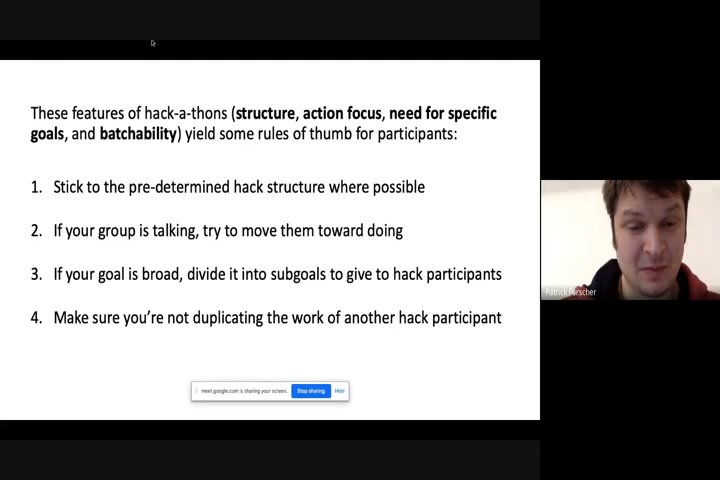 These features of hack-a-thons (structure, action focus, need for specific
goals, and batchability) yield some rules of thumb for participants:
1. Stick to the pre-determined hack structure where possible
2. If your group is talking, try to move them toward doing
3. If your goal is broad, divide it into subgoals to give to hack participants
4. Make sure you're not duplicating the work of another hack participant
Patrick Forscher
meet.google.com is sharing your screen. Stop sharing Hide